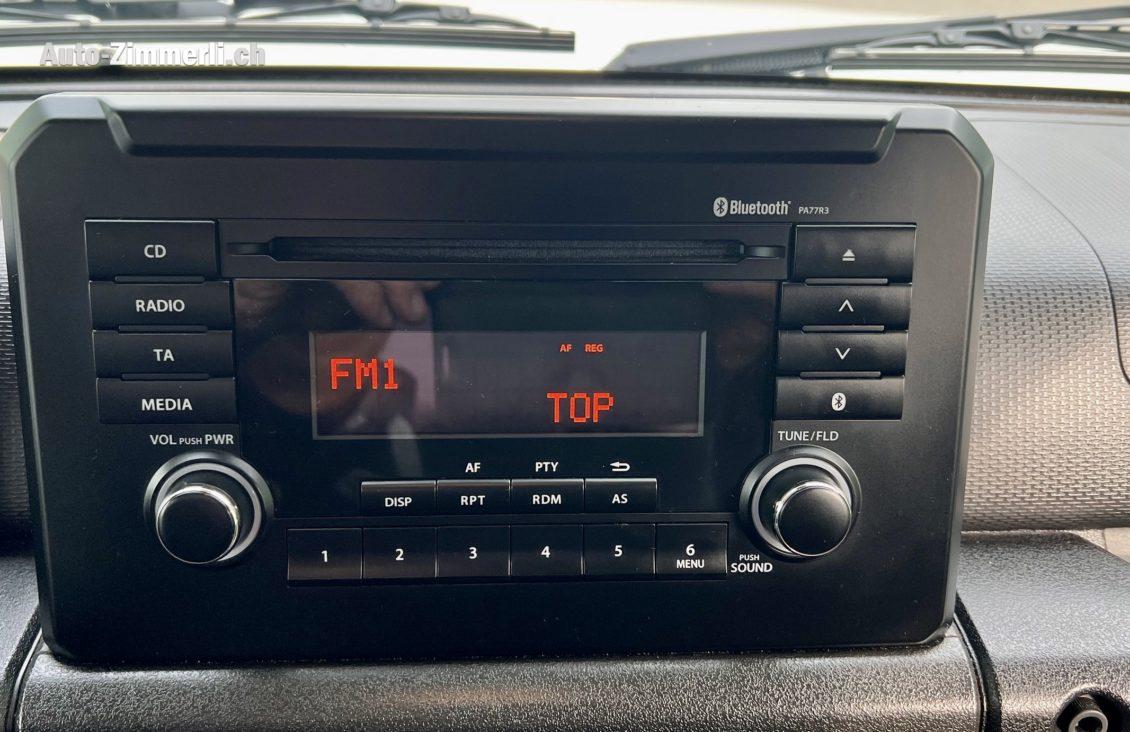 Auto-Zimmerli.ch
Bluetooth® PA77R3
CD
RADIO
TA
MEDIA
AF REG
FM1
TOP
VOL PUSH PWR
TUNE/FLD
AF PTY
DISP RPT RDM AS
1 2 3 4 5 6
MENU
PUSH
SOUND